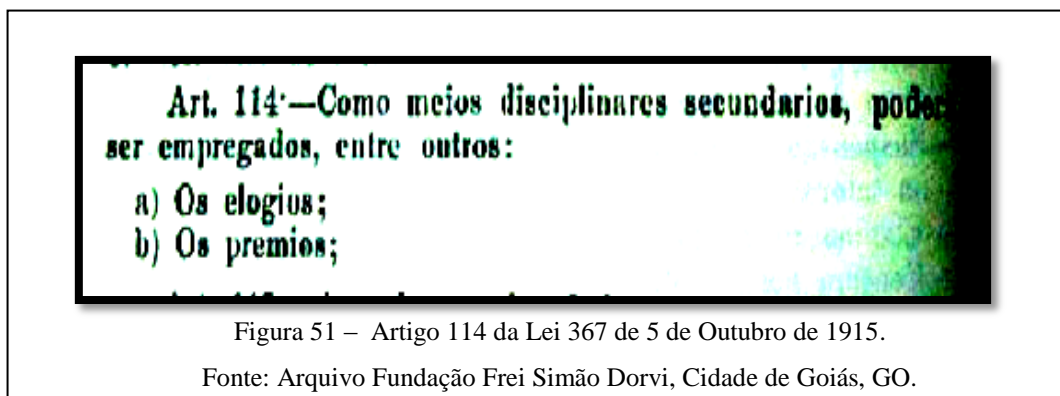 Art. 114 —Como meios disciplinares secundarios,
ser empregados, entre outros:
a) Os elogios;
b) Os premios;
Figura 51 – Artigo 114 da Lei 367 de 5 de Outubro de 1915.
Fonte: Arquivo Fundação Frei Simão Dorvi, Cidade de Goiás, GO.